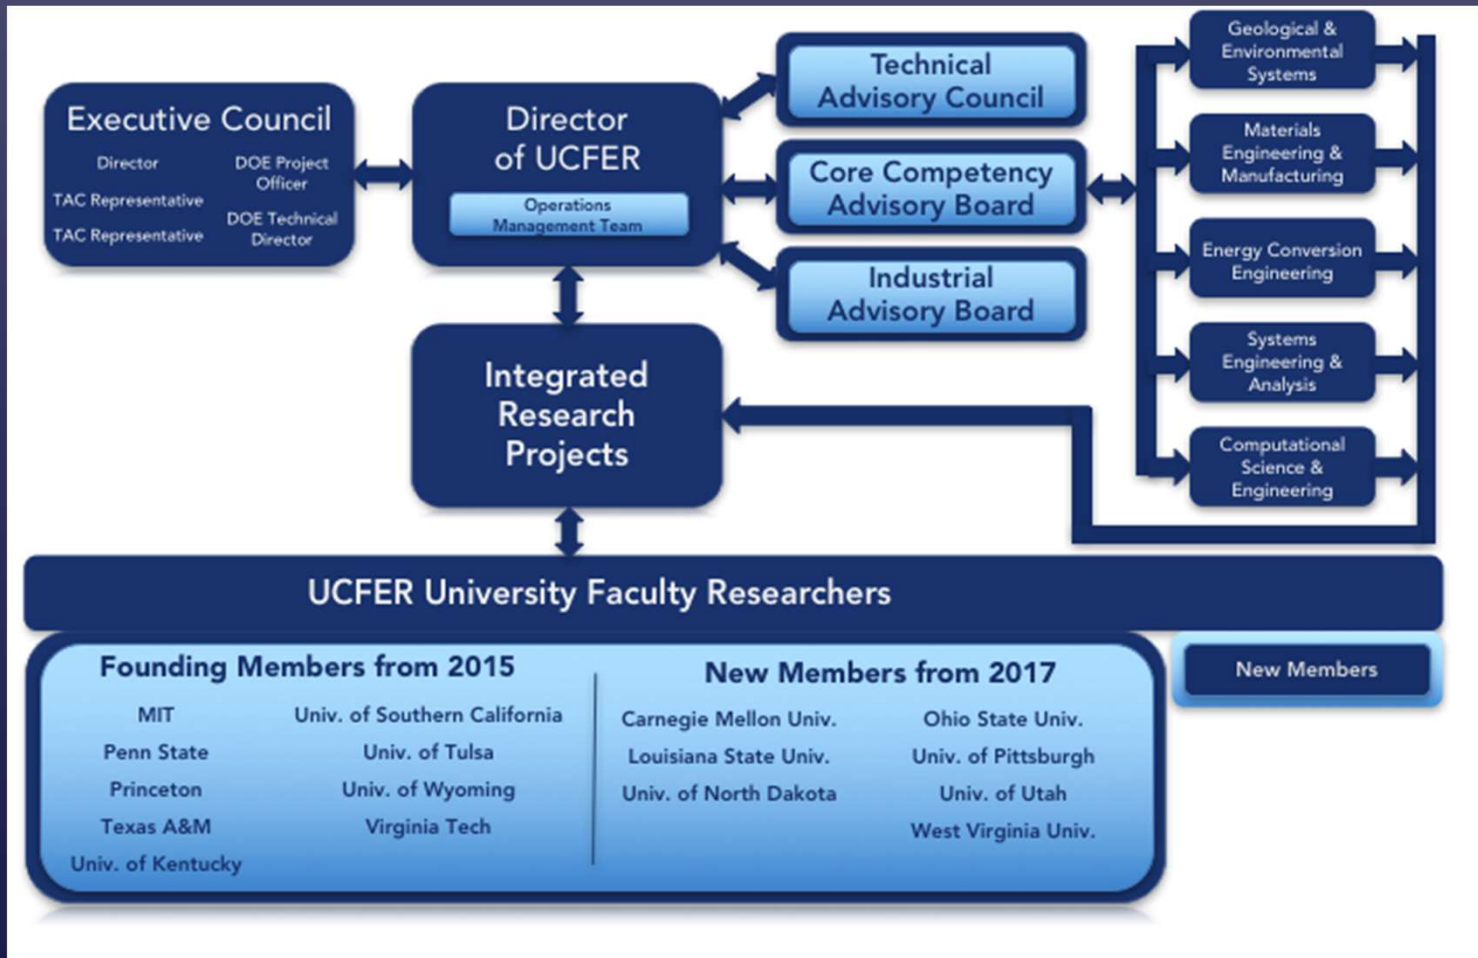 Executive Council
Director
TAC Representative
TAC Representative
DOE Project
Officer
DOE Technical
Director
Director
of UCFER
Operations
Management Team
Technical
Advisory Council
Core Competency
Advisory Board
Industrial
Advisory Board
Geological &
Environmental
Systems
Materials
Engineering &
Manufacturing
Energy Conversion
Engineering
Systems
Engineering &
Analysis
Computational
Science &
Engineering
Integrated
Research
Projects
UCFER University Faculty Researchers
Founding Members from 2015
MIT
Penn State
Princeton
Texas A&M
Univ. of Kentucky
Univ. of Southern California
Univ. of Tulsa
Univ. of Wyoming
Virginia Tech
New Members from 2017
Carnegie Mellon Univ.
Louisiana State Univ.
Univ. of North Dakota
Ohio State Univ.
Univ. of Pittsburgh
Univ. of Utah
West Virginia Univ.
New Members